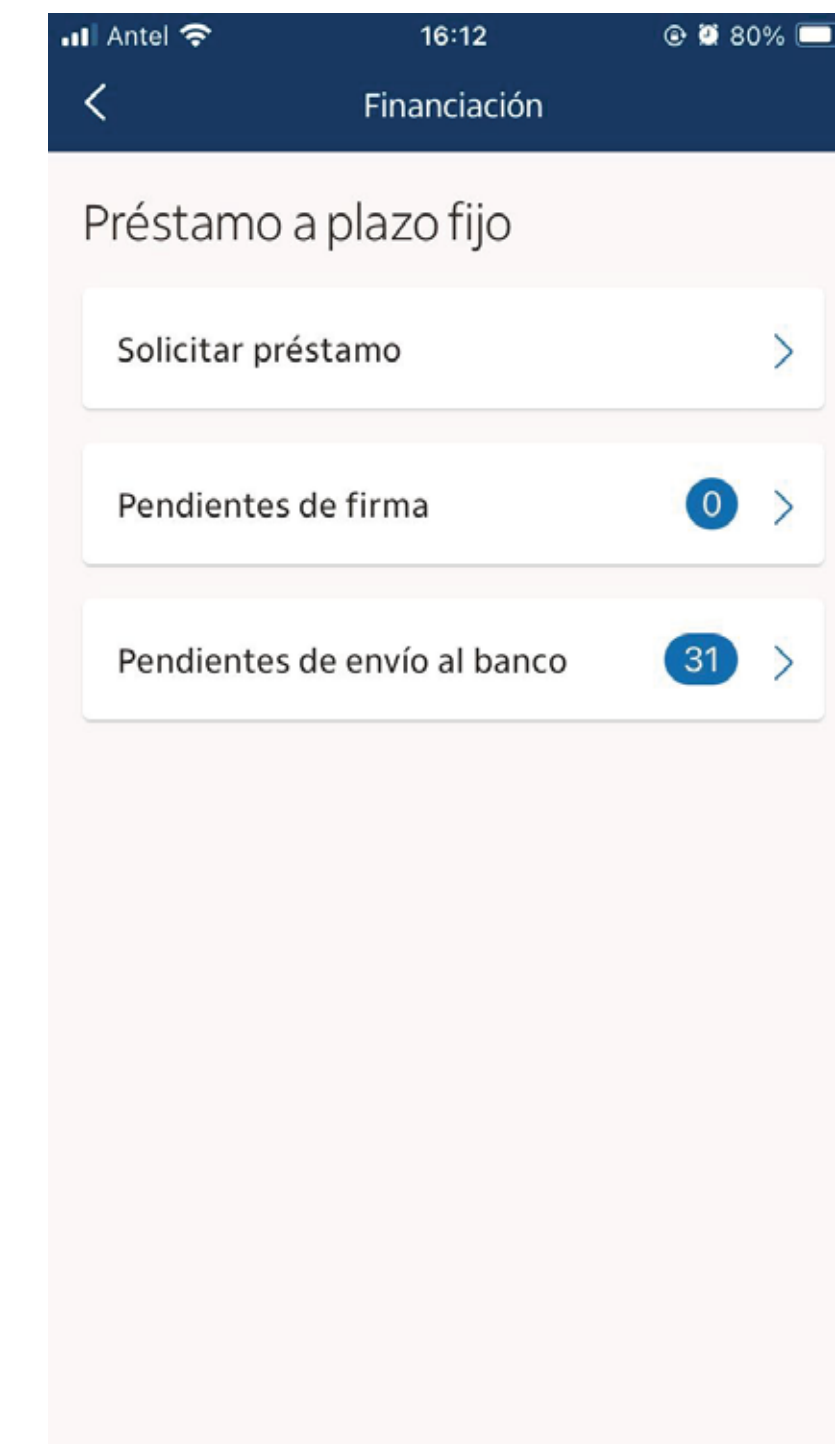 Antel 16:12 80%
Financiación
Préstamo a plazo fijo
Solicitar préstamo
Pendientes de firma 0
Pendientes de envío al banco 31